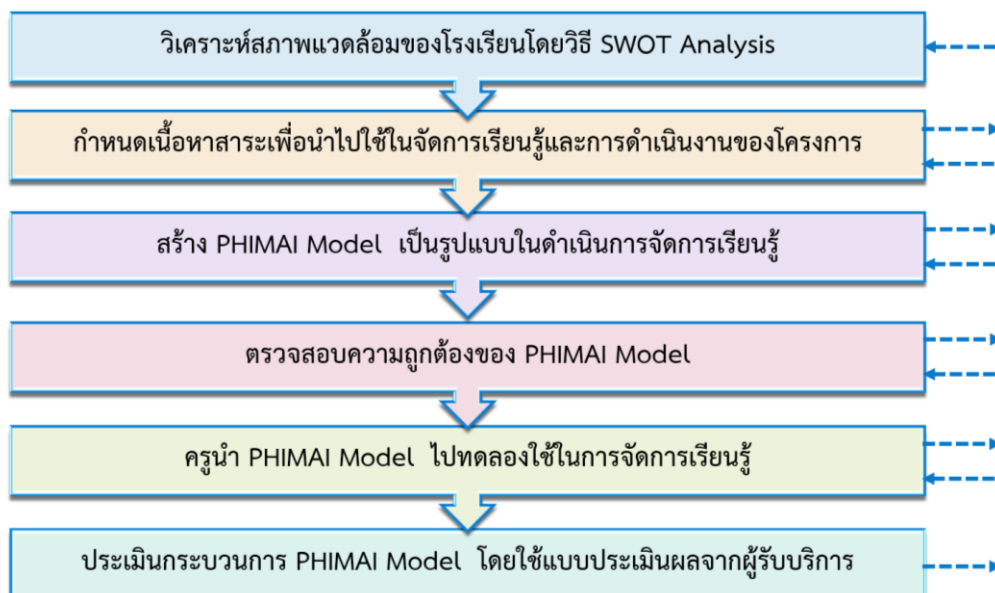 วิเคราะห์สภาพแวดล้อมของโรงเรียนโดยวิธี SWOT Analysis
กำหนดเนื้อหาสาระเพื่อนำไปใช้ในจัดการเรียนรู้และการดำเนินงานของโครงการ
สร้าง PHIMAI Model เป็นรูปแบบในดำเนินการจัดการเรียนรู้
ตรวจสอบความถูกต้องของ PHIMAI Model
ครูนำ PHIMAI Model ไปทดลองใช้ในการจัดการเรียนรู้
ประเมินกระบวนการ PHIMAI Model โดยใช้แบบประเมินผลจากผู้รับบริการ